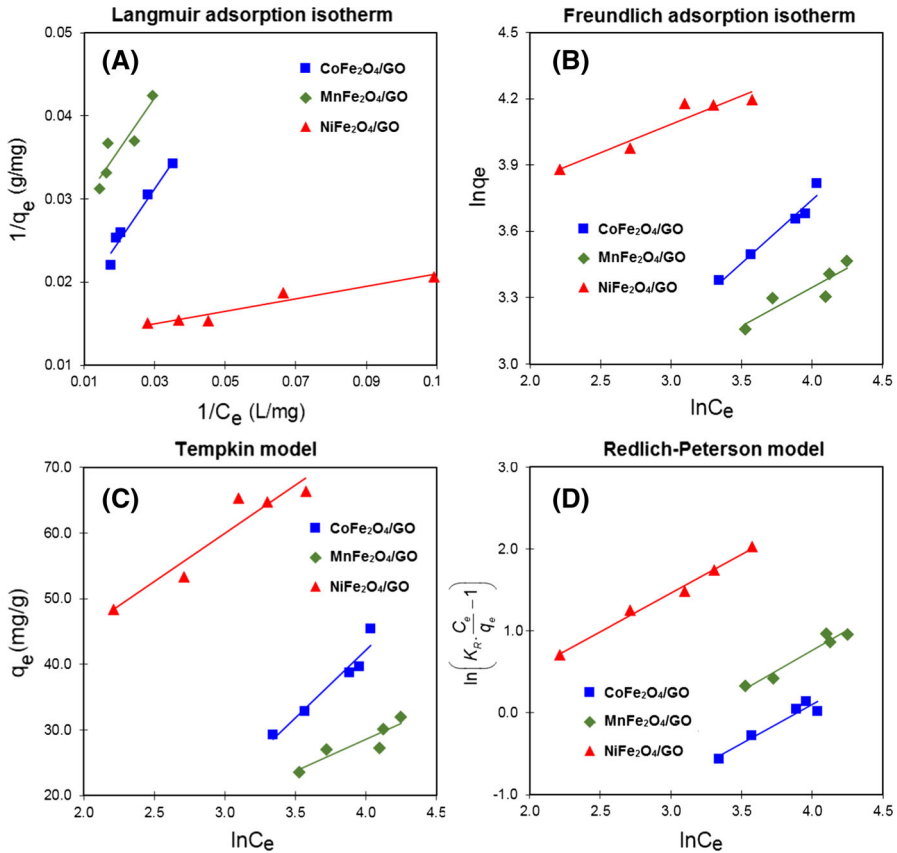 Langmuir adsorption isotherm
(A)
0.05
0.04
0.03
0.02
0.01
1/qe (g/mg)
CoFe2O4/GO
MnFe2O4/GO
NiFe2O4/GO
0.01 0.03 0.05 0.07 0.09 0.1
1/Ce (L/mg)
Freundlich adsorption isotherm
(B)
4.5
4.2
3.9
3.6
3.3
3.0
lnqe
CoFe2O4/GO
MnFe2O4/GO
NiFe2O4/GO
2.0 2.5 3.0 3.5 4.0 4.5
lnCe
Tempkin model
(C)
70.0
60.0
50.0
40.0
30.0
20.0
qe(mg/g)
CoFe2O4/GO
MnFe2O4/GO
NiFe2O4/GO
2.0 2.5 3.0 3.5 4.0 4.5
lnCe
Redlich-Peterson model
(D)
3.0
2.0
1.0
0.0
-1.0
ln(KR.Ce/qe−1)
CoFe2O4/GO
MnFe2O4/GO
NiFe2O4/GO
2.0 2.5 3.0 3.5 4.0 4.5
lnCe